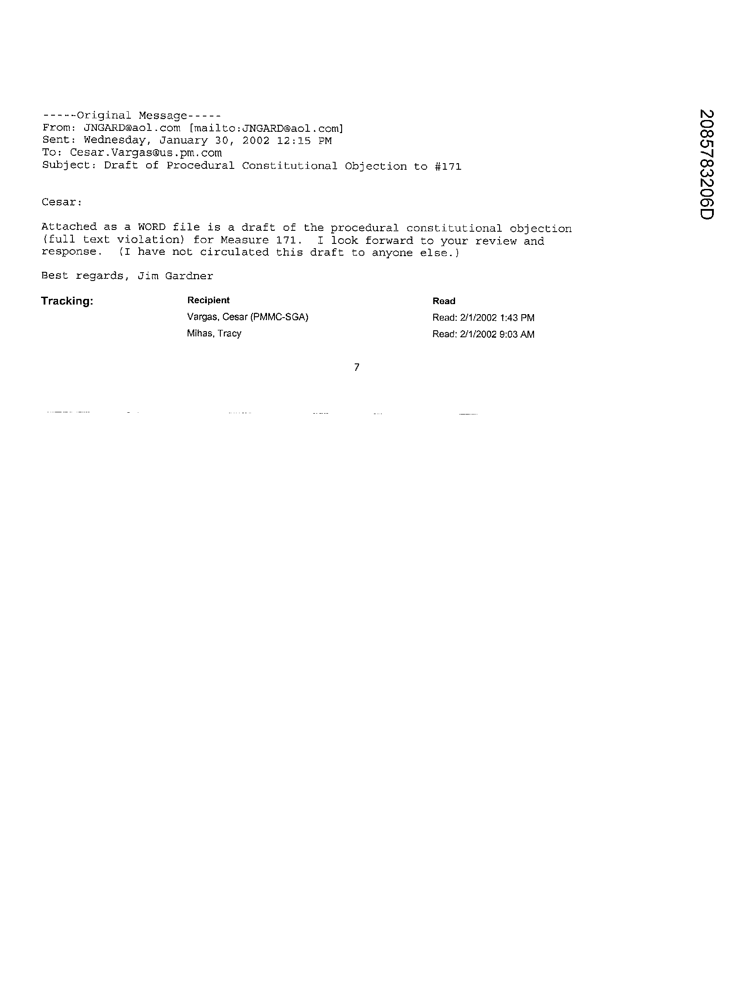 -----Original Message-----
From: JNGARD@aol.com [mailto:JNGARD@aol.com]
Sent: Wednesday, January 30, 2002 12:15 PM
To: Cesar.Vargas@us.pm.com
Subject: Draft of Procedural Constitutional Objection to #171
Cesar:
Attached as a WORD file is a draft of the procedural constitutional objection
(full text violation) for Measure 171. I look forward to your review and
response. (I have not circulated this draft to anyone else.)
Best regards, Jim Gardner
Tracking: Recipient Read
Vargas, Cesar (PMMC-SGA) Read: 2/1/2002 1:43 PM
Mihas, Tracy Read: 2/1/2002 9:03 AM
7
2085783206D